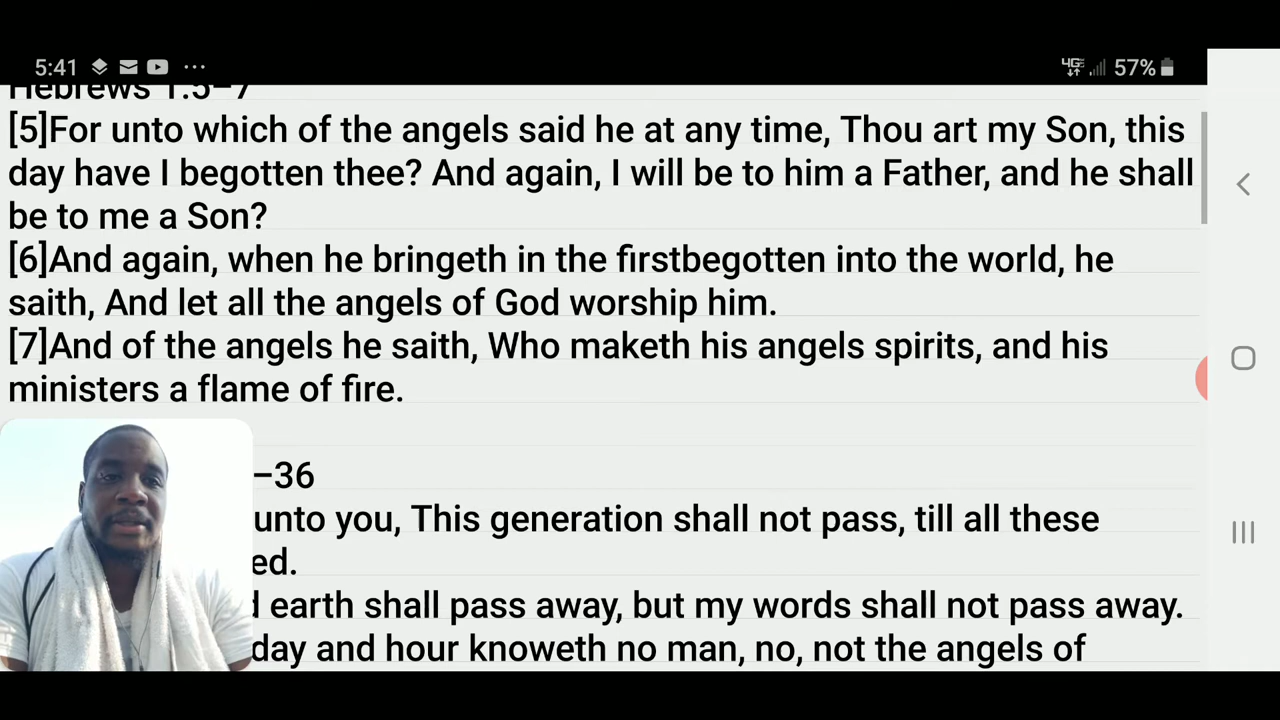 5:41 ... 4G 57%
Hebrews 1:5–7
[5]For unto which of the angels said he at any time, Thou art my Son, this
day have I begotten thee? And again, I will be to him a Father, and he shall
be to me a Son?
[6]And again, when he bringeth in the firstbegotten into the world, he
saith, And let all the angels of God worship him.
[7]And of the angels he saith, Who maketh his angels spirits, and his
ministers a flame of fire.
–36
unto you, This generation shall not pass, till all these
ed.
d earth shall pass away, but my words shall not pass away.
day and hour knoweth no man, no, not the angels of